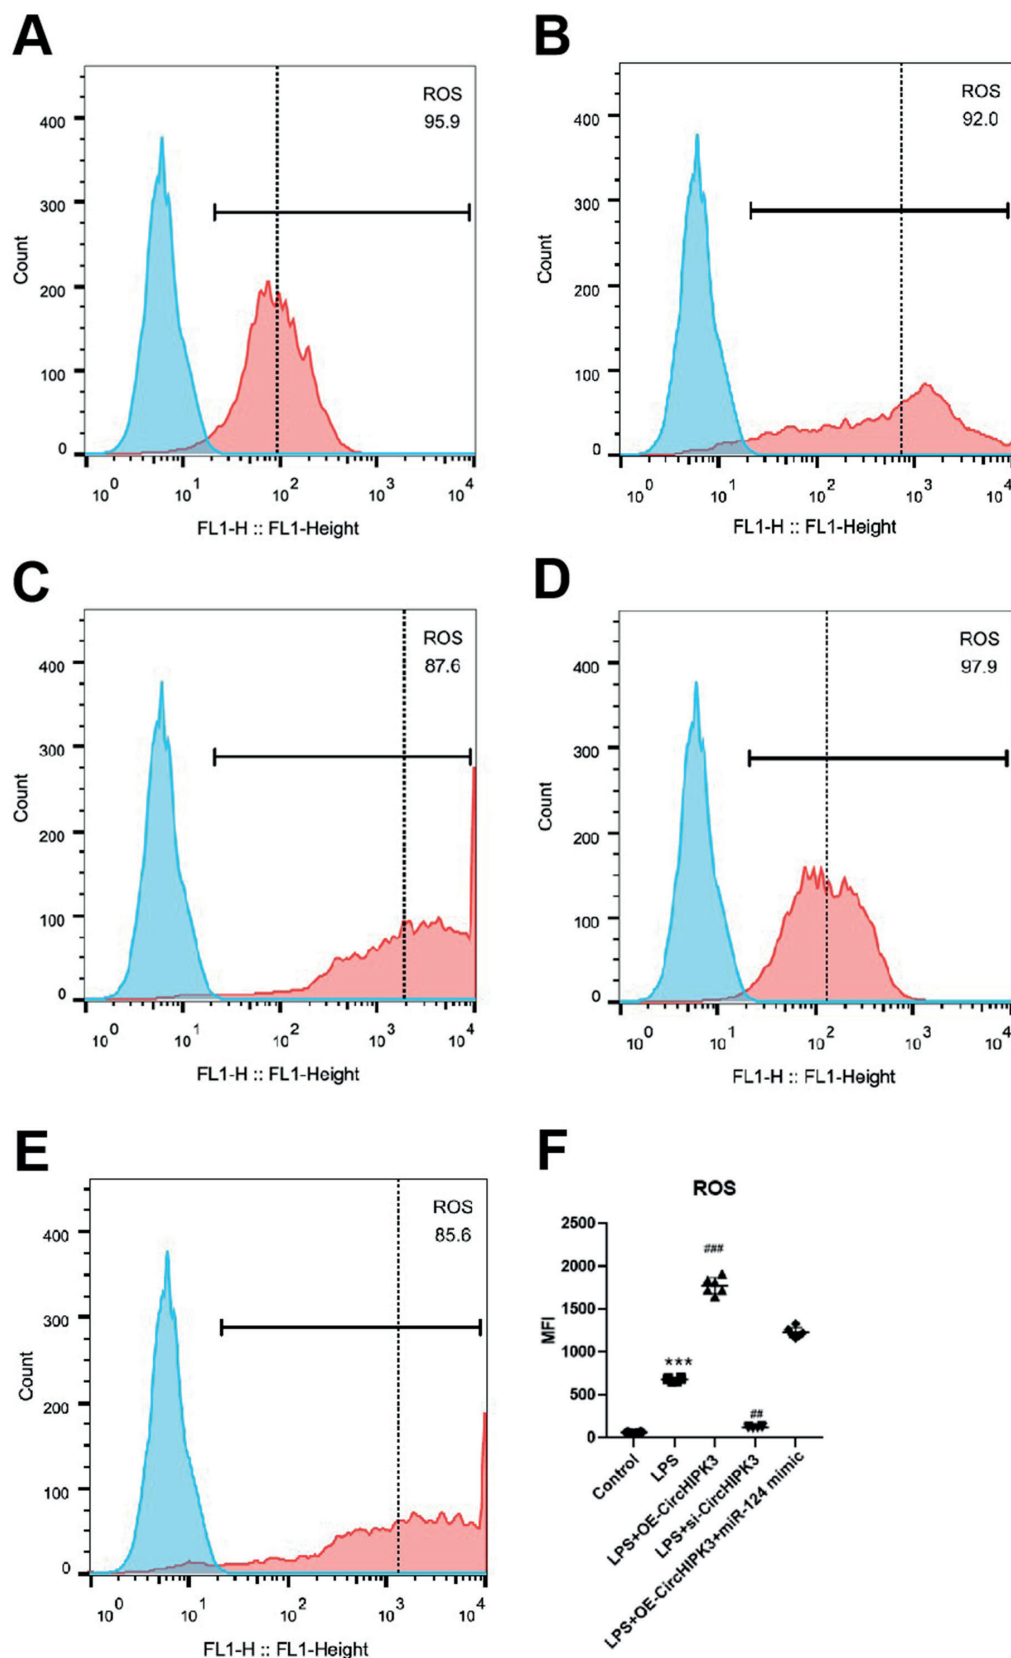 A
ROS
95.9
400
300
200
100
0
Count
10^0 10^1 10^2 10^3 10^4
FL1-H :: FL1-Height
B
ROS
92.0
400
300
200
100
0
Count
10^0 10^1 10^2 10^3 10^4
FL1-H :: FL1-Height
C
ROS
87.6
400
300
200
100
0
Count
10^0 10^1 10^2 10^3 10^4
FL1-H :: FL1-Height
D
ROS
97.9
400
300
200
100
0
Count
10^0 10^1 10^2 10^3 10^4
FL1-H :: FL1-Height
E
ROS
85.6
400
300
200
100
0
Count
10^0 10^1 10^2 10^3 10^4
FL1-H :: FL1-Height
F
ROS
2500
2000
1500
1000
500
0
MFI
###
***
##
Control
LPS
LPS+OE-CircHIPK3
LPS+si-CircHIPK3
LPS+OE-CircHIPK3+miR-124 mimic